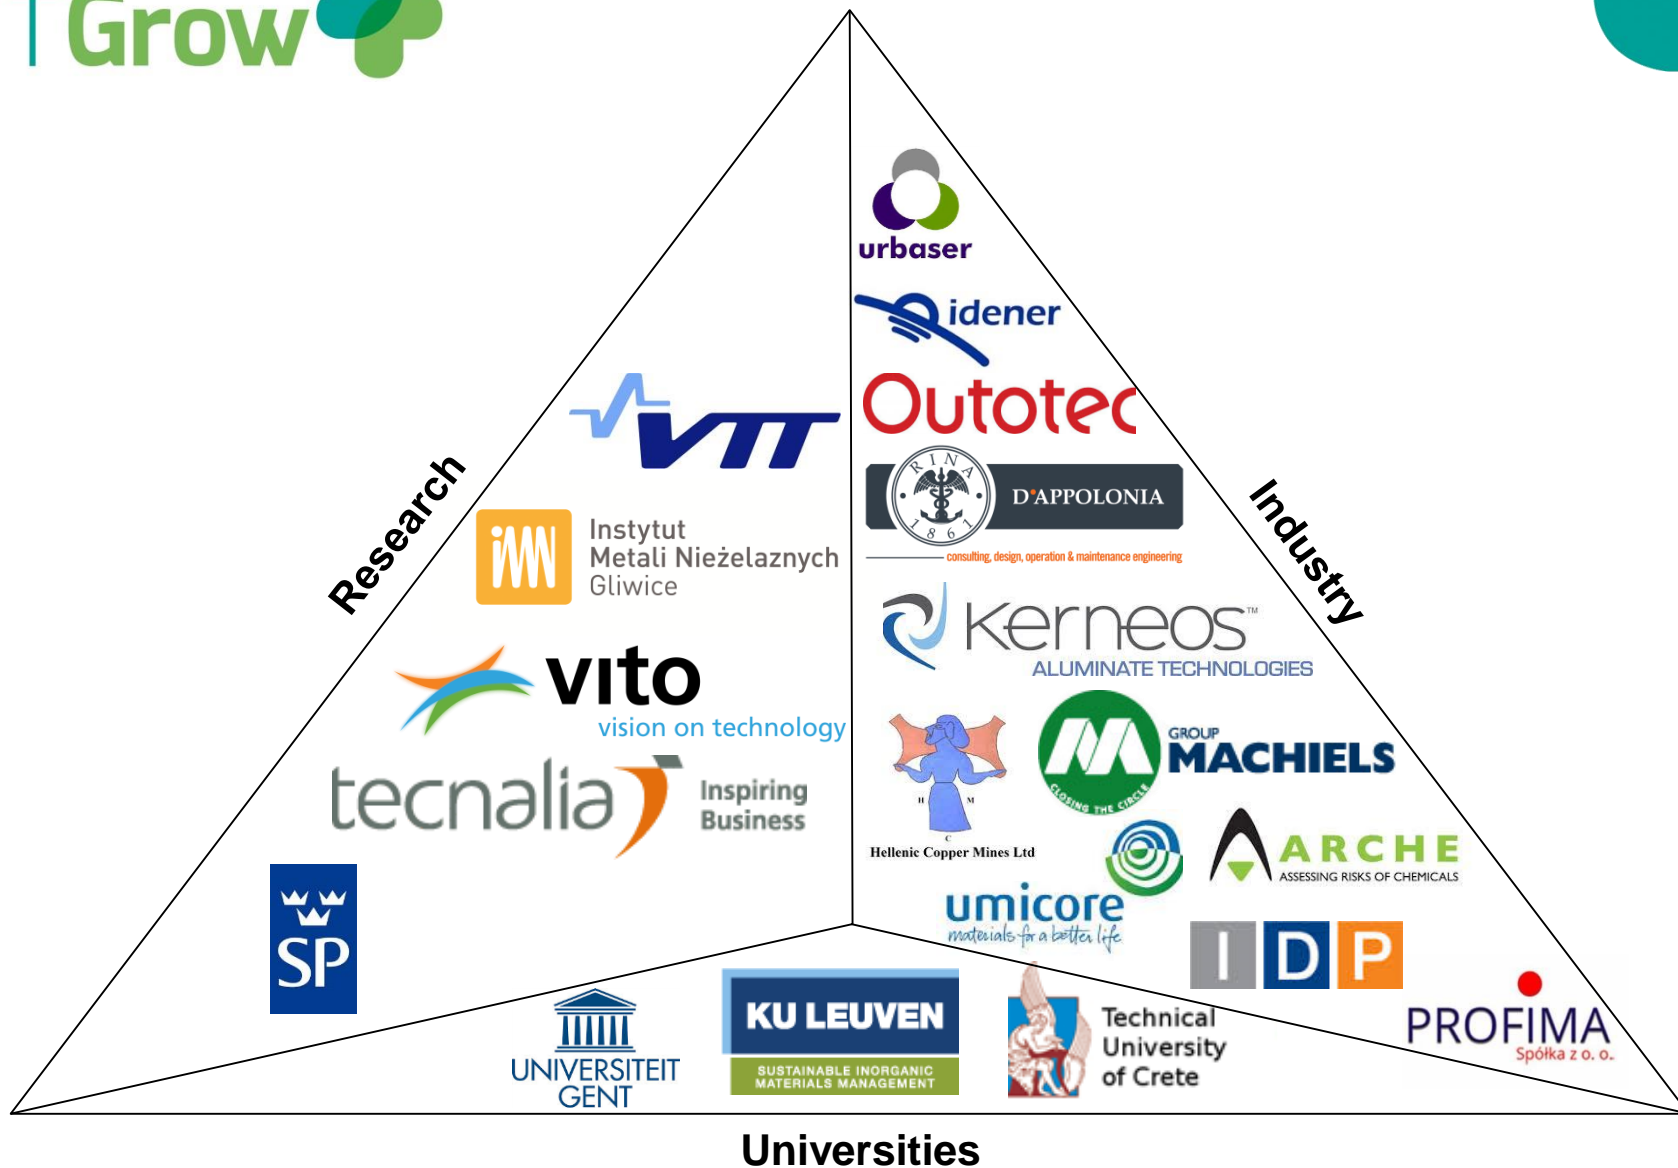 Grow
urbaser
idener
Outotec
VTT
RINA
1861
D'APPOLONIA
consulting, design, operation & maintenance engineering
Research
Industry
iMN
Instytut
Metali Nieżelaznych
Gliwice
Kerneos™
ALUMINATE TECHNOLOGIES
vito
vision on technology
H M
C
Hellenic Copper Mines Ltd
GROUP
MACHIELS
CLOSING THE CIRCLE
tecnalia
Inspiring
Business
ARCHE
ASSESSING RISKS OF CHEMICALS
umicore
materials for a better life
SP
IDP
UNIVERSITEIT
GENT
KU LEUVEN
SUSTAINABLE INORGANIC
MATERIALS MANAGEMENT
Technical
University
of Crete
PROFIMA
Spółka z o. o.
Universities